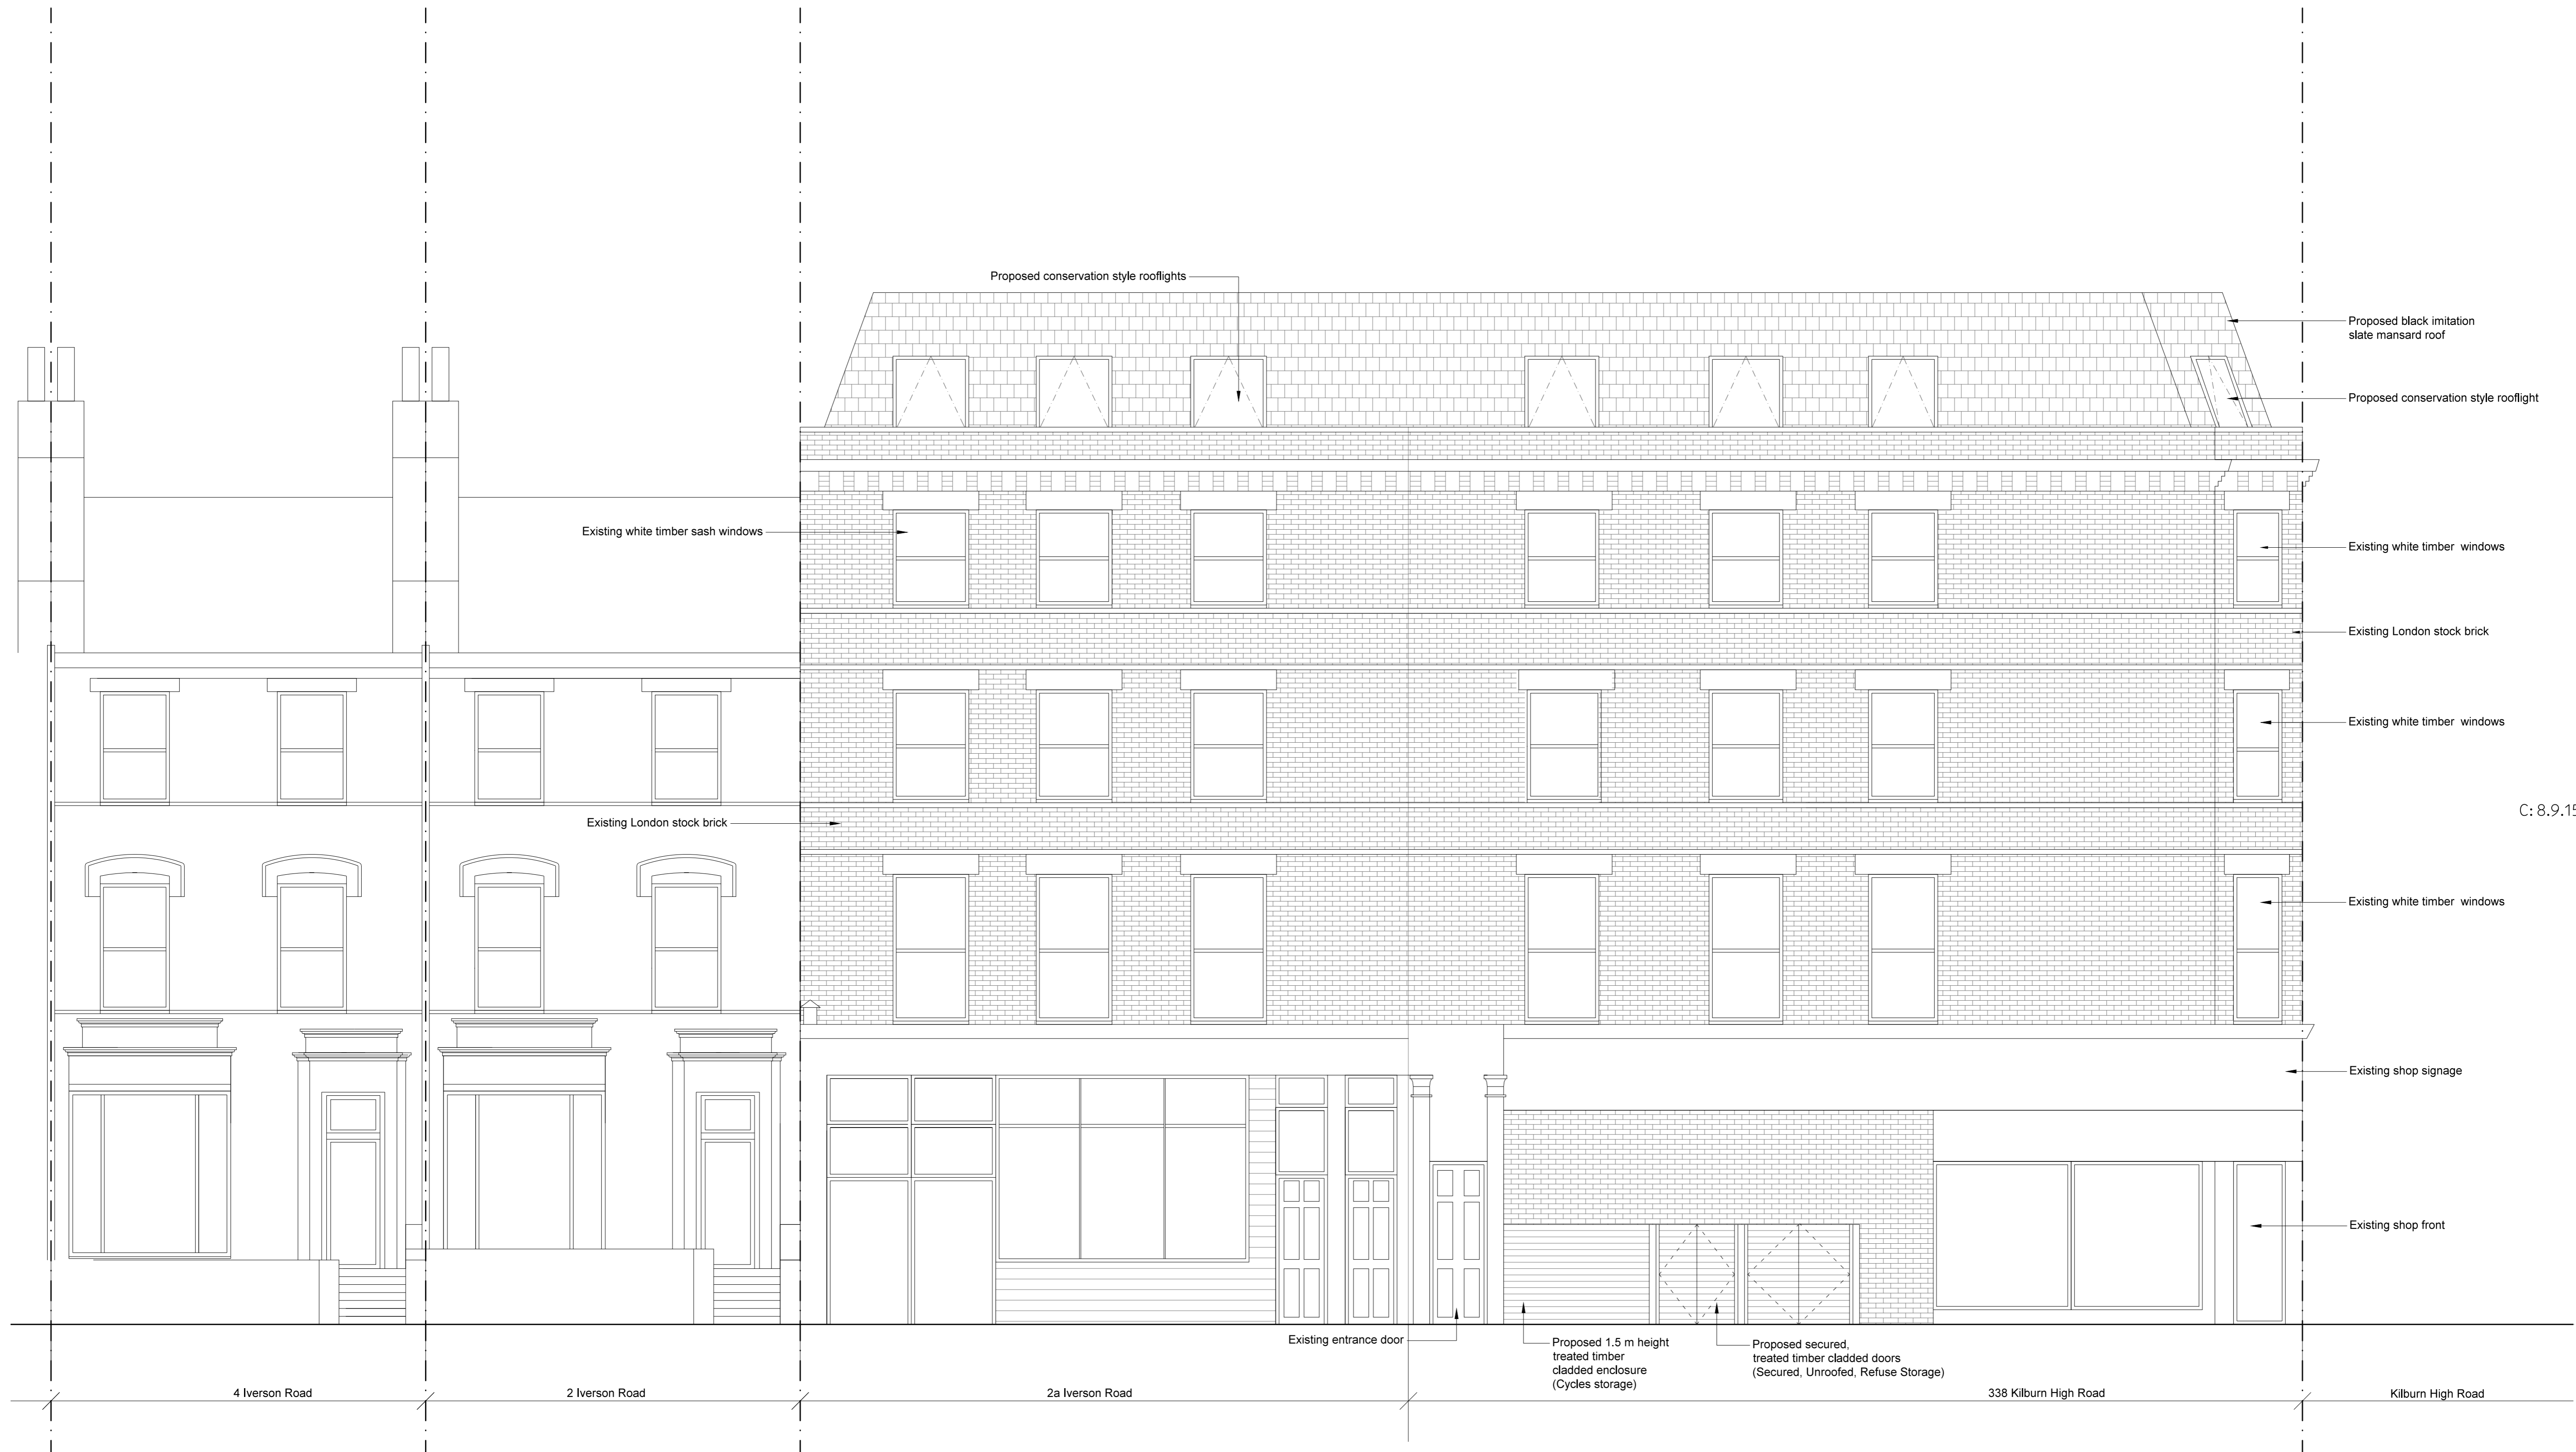 Proposed conservation style rooflights
Proposed black imitation
slate mansard roof
Proposed conservation style rooflight
Existing white timber sash windows
Existing white timber  windows
Existing London stock brick
Existing white timber  windows
Existing London stock brick
C: 8.9.15
Existing white timber  windows
Existing shop signage
Existing shop front
Existing entrance door
Proposed 1.5 m height
treated timber
cladded enclosure
(Cycles storage)
Proposed secured,
treated timber cladded doors
(Secured, Unroofed, Refuse Storage)
4 Iverson Road
2 Iverson Road
2a Iverson Road
338 Kilburn High Road
Kilburn High Road